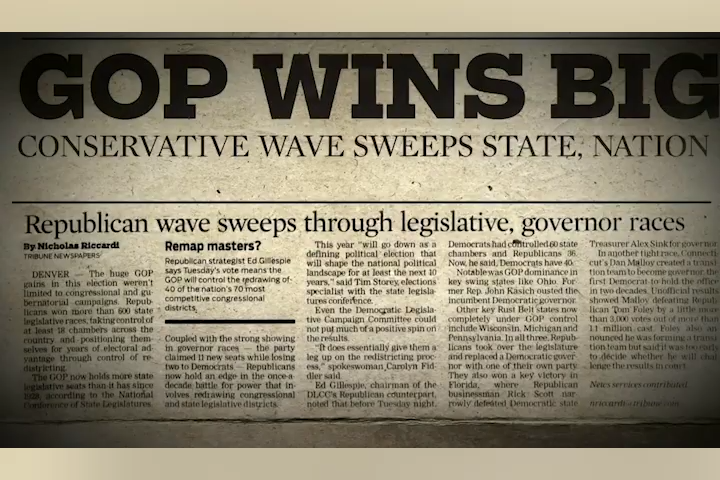 GOP WINS BIG
CONSERVATIVE WAVE SWEEPS STATE, NATION
Republican wave sweeps through legislative, governor races
By Nicholas Riccardi
TRIBUNE NEWSPAPERS
DENVER — The huge GOP
gains in this election weren't
limited to congressional and gu-
bernatorial campaigns. Repub-
licans won more than 600 state
legislative races, taking control of
at least 18 chambers across the
country and positioning them-
selves for years of electoral ad-
vantage through control of re-
districting.
The GOP now holds more state
legislative seats than it has since
1928, according to the National
Conference of State Legislatures.
Remap masters?
Republican strategist Ed Gillespie
says Tuesday's vote means the
GOP will control the redrawing of
40 of the nation's 70 most
competitive congressional
districts.
Coupled with the strong showing
in governor races — the party
claimed 11 new seats while losing
two to Democrats — Republicans
now hold an edge in the once-a-
decade battle for power that in-
volves redrawing congressional
and state legislative districts.
This year "will go down as a
defining political election that
will shape the national political
landscape for at least the next 10
years," said Tim Storey, elections
specialist with the state legisla-
tures conference.
Even the Democratic Legisla-
tive Campaign Committee could
not put much of a positive spin on
the results.
"It does essentially give them a
leg up on the redistricting proc-
ess," spokeswoman Carolyn Fid-
dler said.
Ed Gillespie, chairman of the
DLCC's Republican counterpart,
noted that before Tuesday night,
Democrats had controlled 60 state
chambers and Republicans 36.
Now, he said, Democrats have 40.
Notable was GOP dominance in
key swing states like Ohio. For-
mer Rep. John Kasich ousted the
incumbent Democratic governor.
Other key Rust Belt states now
completely under GOP control
include Wisconsin, Michigan and
Pennsylvania. In all three, Repub-
licans took over the legislature
and replaced a Democratic gover-
nor with one of their own party.
They also won a key victory in
Florida, where Republican
businessman Rick Scott nar-
rowly defeated Democratic state
Treasurer Alex Sink for governor.
In another tight race, Connecti-
cut's Dan Malloy created a transi-
tion team to become governor, the
first Democrat to hold the office
in two decades. Unofficial results
showed Malloy defeating Repub-
lican Tom Foley by a little more
than 3,000 votes out of more than
1.1 million cast. Foley also an-
nounced he was forming a transi-
tion team but said it was too early
to decide whether he will chal-
lenge the results in court.
News services contributed.
nriccardi@tribune.com